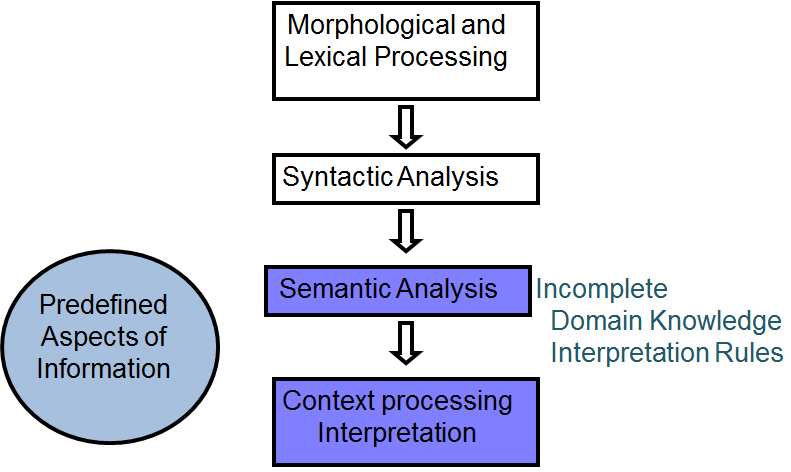 Morphological and
Lexical Processing
Syntactic Analysis
Semantic Analysis
Incomplete
Domain Knowledge
Interpretation Rules
Predefined
Aspects of
Information
Context processing
Interpretation